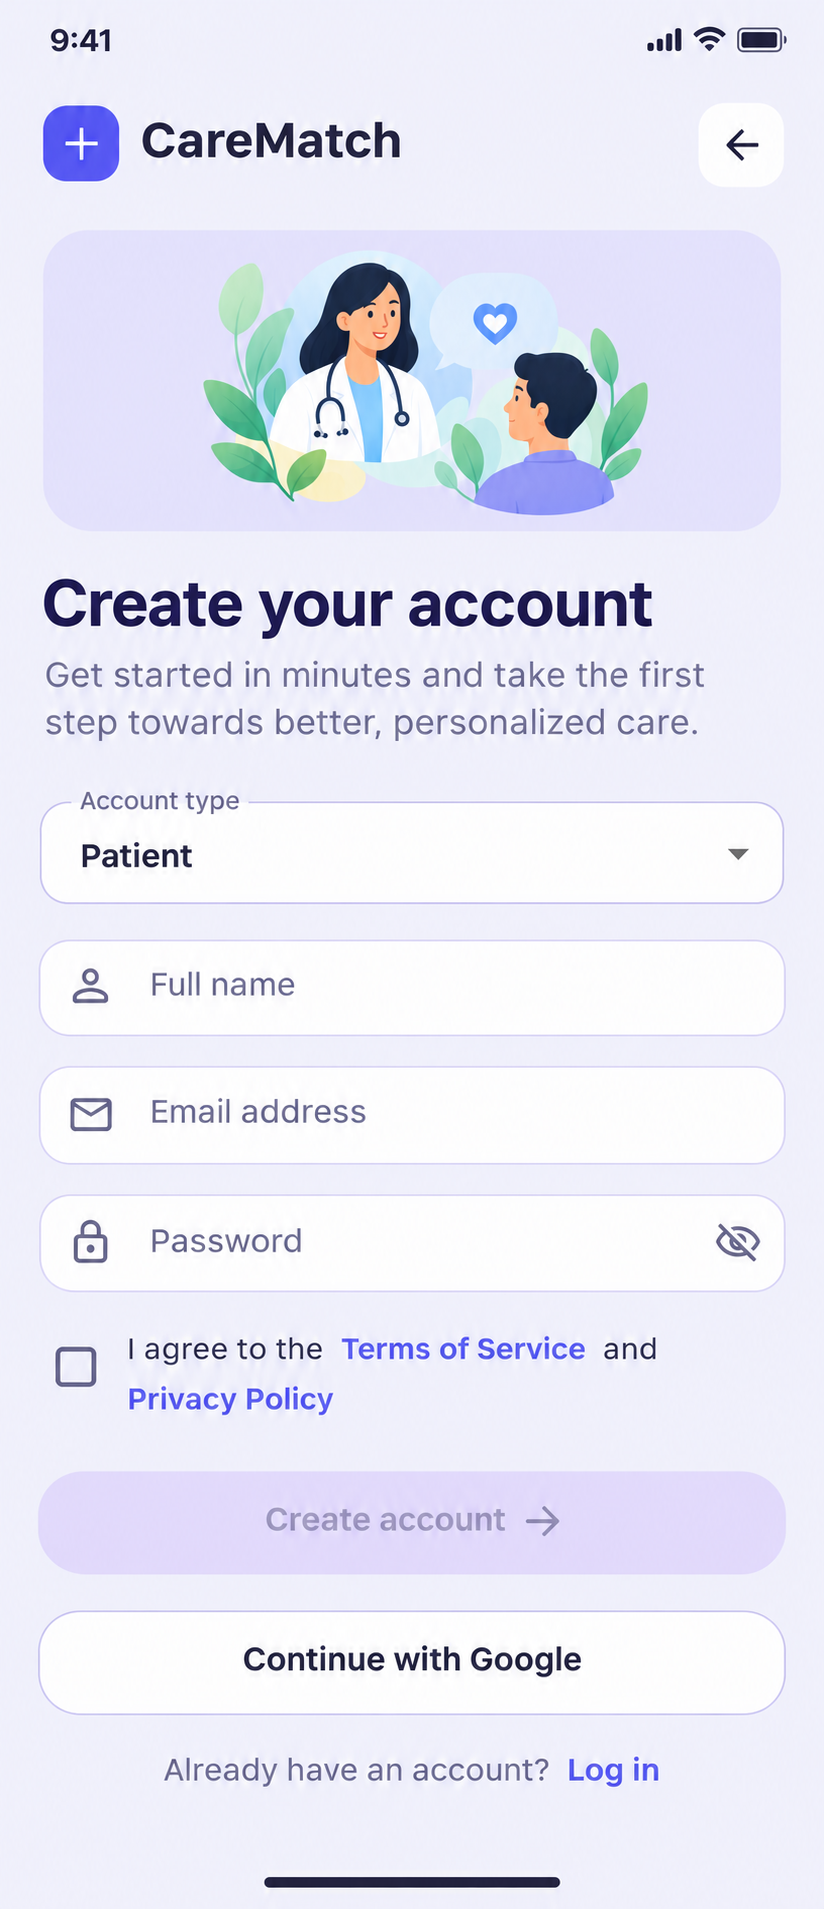 9:41
CareMatch
Create your account
Get started in minutes and take the first
step towards better, personalized care.
Account type
Patient
Full name
Email address
Password
I agree to the Terms of Service and
Privacy Policy
Create account
Continue with Google
Already have an account? Log in